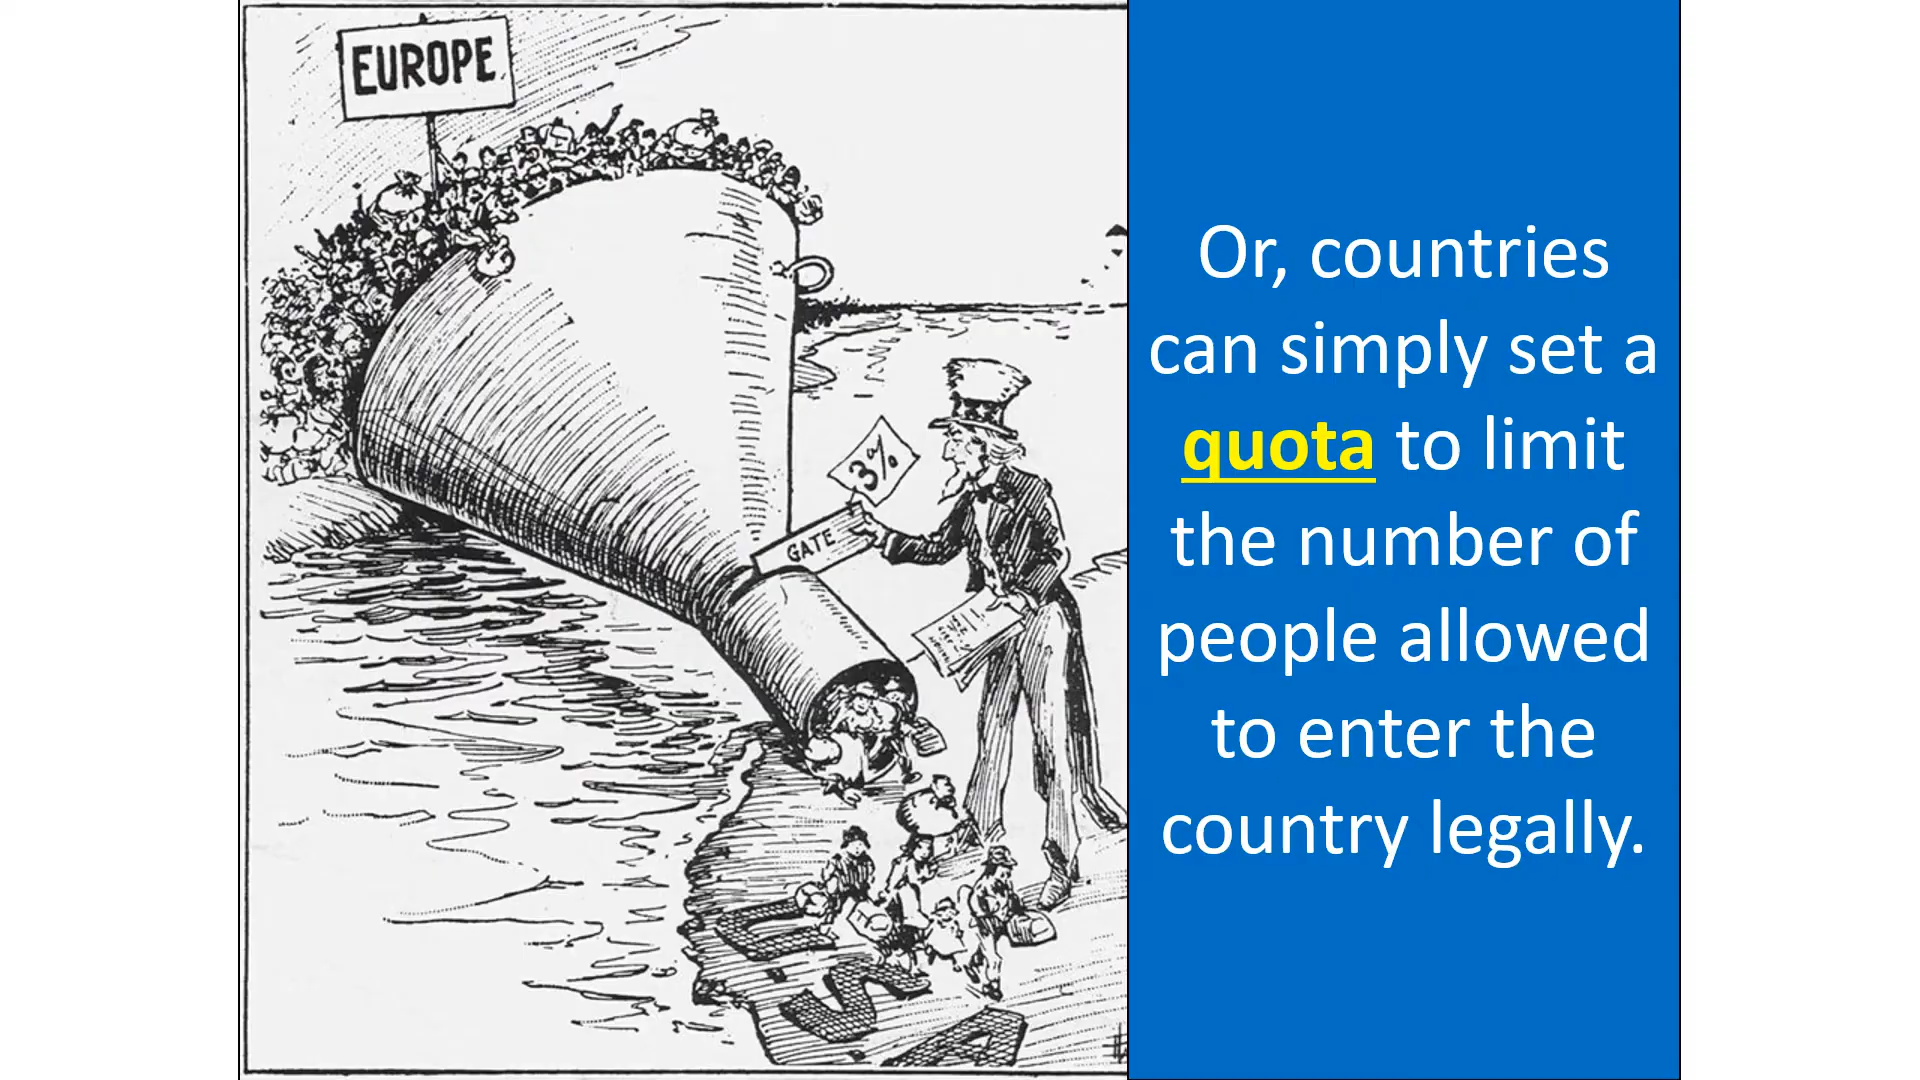 EUROPE
3%
GATE
U
S
A
Or, countries
can simply set a
quota to limit
the number of
people allowed
to enter the
country legally.